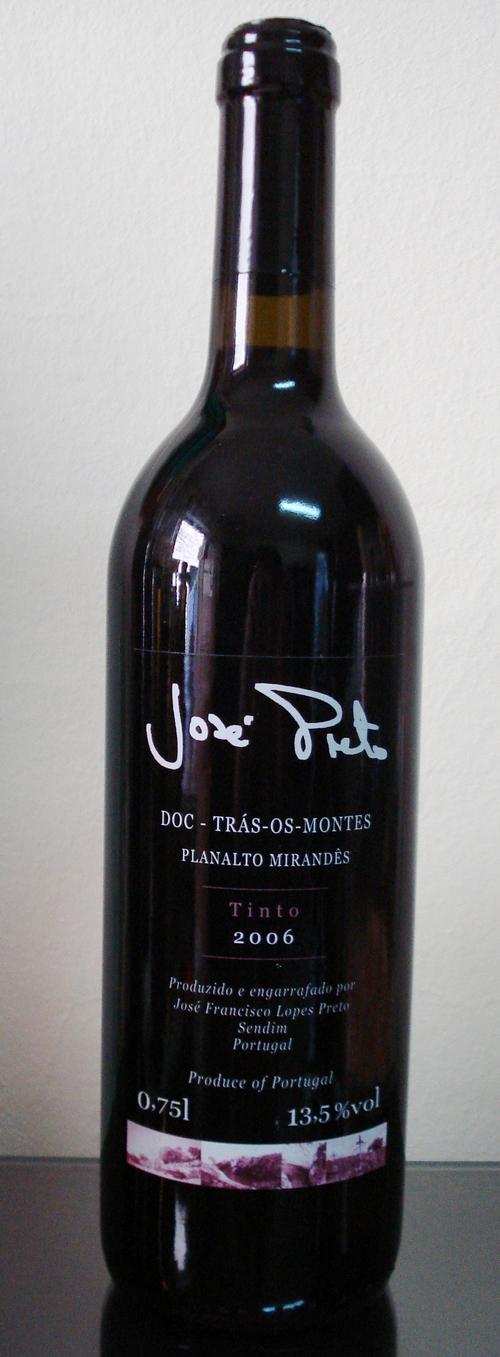 José Preto
DOC - TRÁS-OS-MONTES
PLANALTO MIRANDÊS
Tinto
2006
Produzido e engarrafado por
José Francisco Lopes Preto
Sendim
Portugal
Produce of Portugal
0,75l 13,5%vol